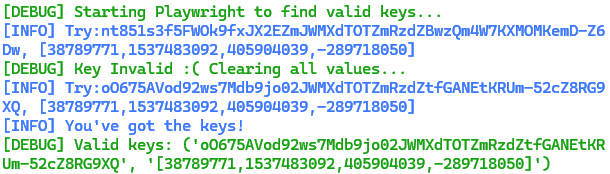 [DEBUG] Starting Playwright to find valid keys...
[INFO] Try:nt851s3f5FWOk9fxJX2EZmJWMXdTOTZmRzdZBwzQm4W7KXMOMKemD-Z6
Dw, [38789771,1537483092,405904039,-289718050]
[DEBUG] Key Invalid :( Clearing all values...
[INFO] Try:oO675AVod92ws7Mdb9jo02JWMXdTOTZmRzdZtfGANEtKRUm-52cZ8RG9
XQ, [38789771,1537483092,405904039,-289718050]
[INFO] You've got the keys!
[DEBUG] Valid keys: ('oO675AVod92ws7Mdb9jo02JWMXdTOTZmRzdZtfGANEtKR
Um-52cZ8RG9XQ', '[38789771,1537483092,405904039,-289718050]')